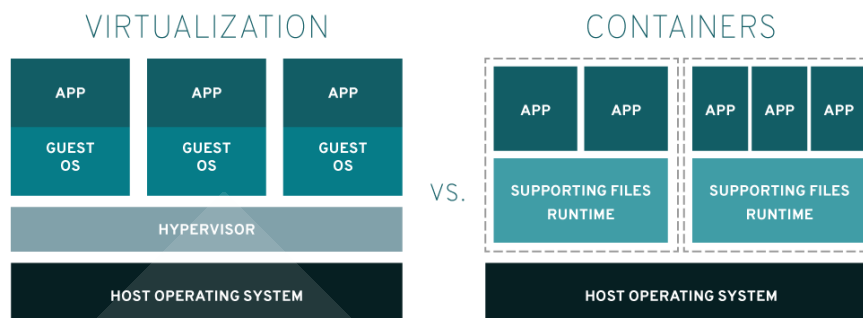 VIRTUALIZATION
APP
APP
APP
GUEST
OS
GUEST
OS
GUEST
OS
HYPERVISOR
HOST OPERATING SYSTEM
VS.
CONTAINERS
APP
APP
SUPPORTING FILES
RUNTIME
APP
APP
APP
SUPPORTING FILES
RUNTIME
HOST OPERATING SYSTEM